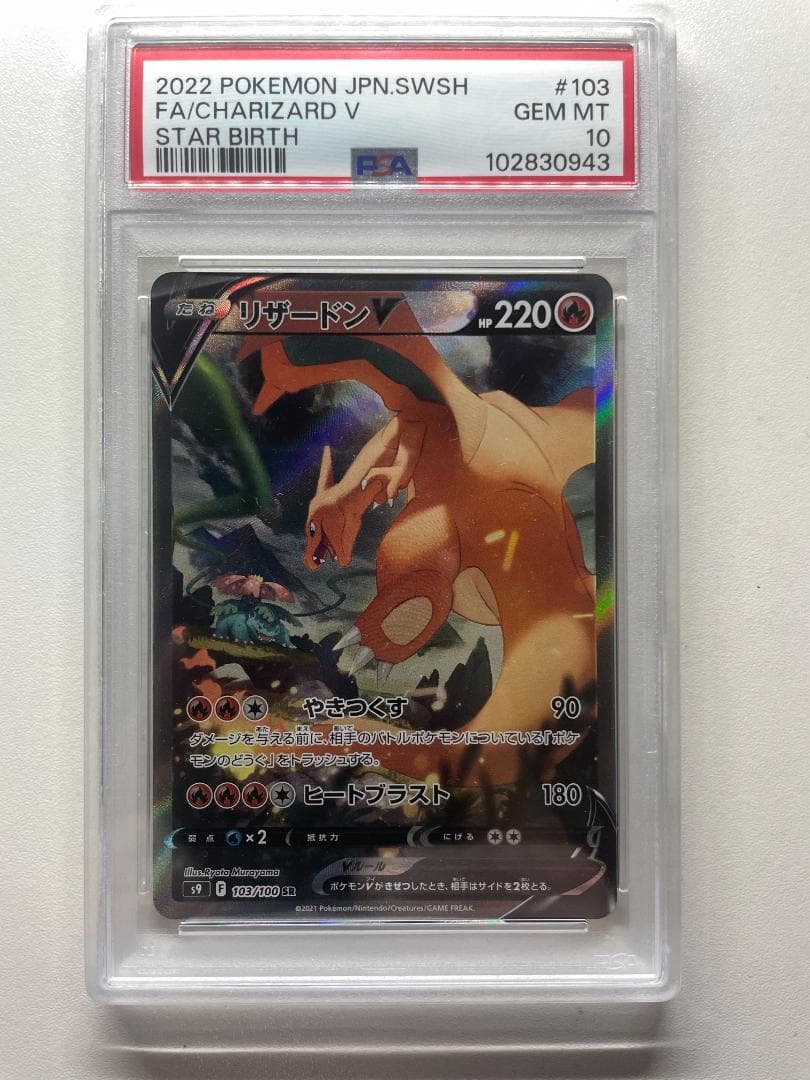 2022 POKEMON JPN.SWSH #103
FA/CHARIZARD V GEM MT
STAR BIRTH 10
PSA 102830943
たね リザードンV HP220
やきつくす 90
ダメージを与える前に、相手のバトルポケモンについている「ポケ
モンのどうぐ」をトラッシュする。
ヒートブラスト 180
弱点 ×2 抵抗力 にげる
Illus.Ryota Murayama
Vルール
s9 F 103/100 SR ポケモンVがきぜつしたとき、相手はサイドを2枚とる。
©2021 Pokémon/Nintendo/Creatures/GAME FREAK.